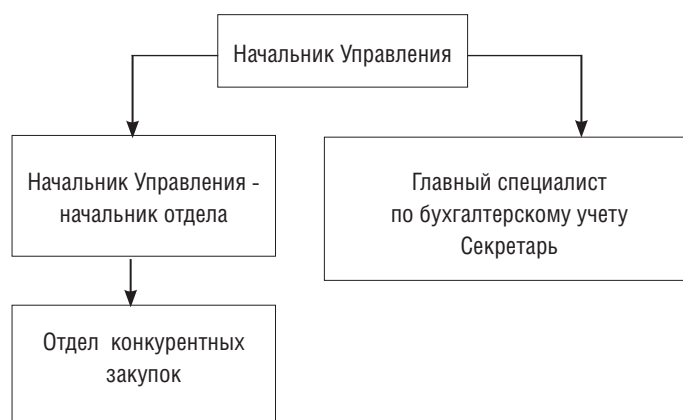 Начальник Управления
Начальник Управления -
начальник отдела
Главный специалист
по бухгалтерскому учету
Секретарь
Отдел конкурентных
закупок